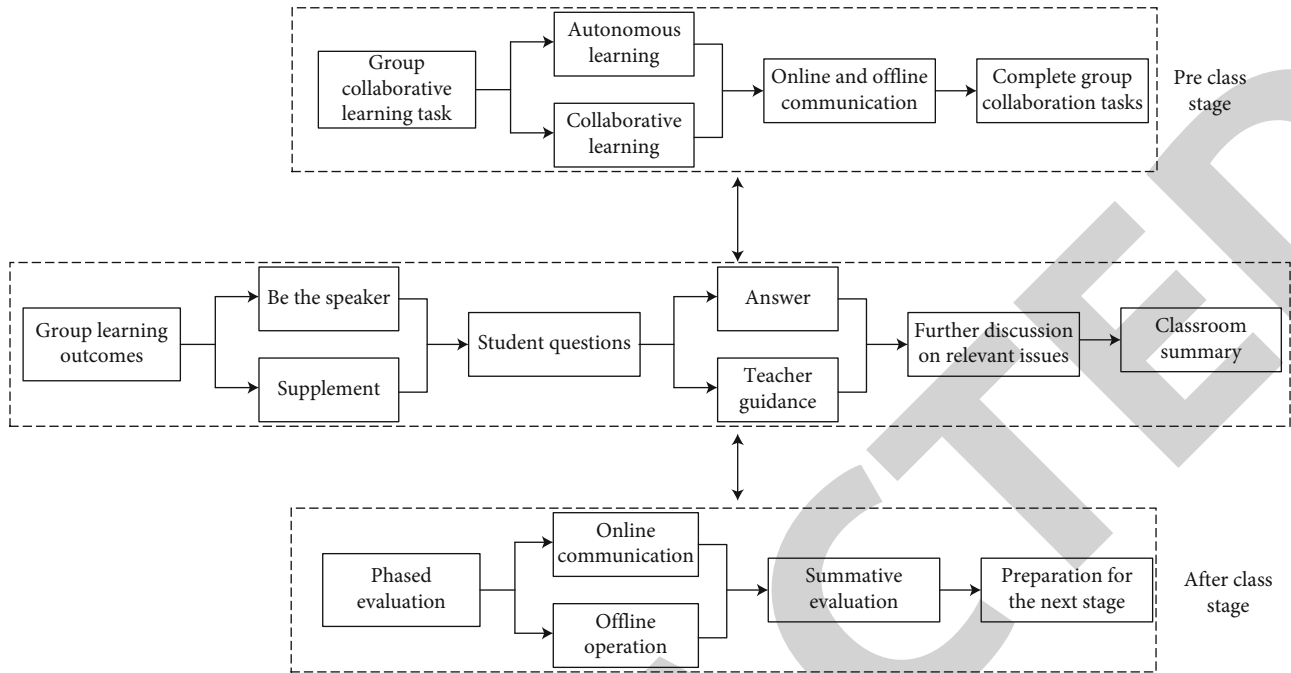 Group
collaborative
learning task
Autonomous
learning
Collaborative
learning
Online and offline
communication
Complete group
collaboration tasks
Pre class
stage
Group learning
outcomes
Be the speaker
Supplement
Student questions
Answer
Teacher
guidance
Further discussion
on relevant issues
Classroom
summary
Phased
evaluation
Online
communication
Offline
operation
Summative
evaluation
Preparation for
the next stage
After class
stage
CTED